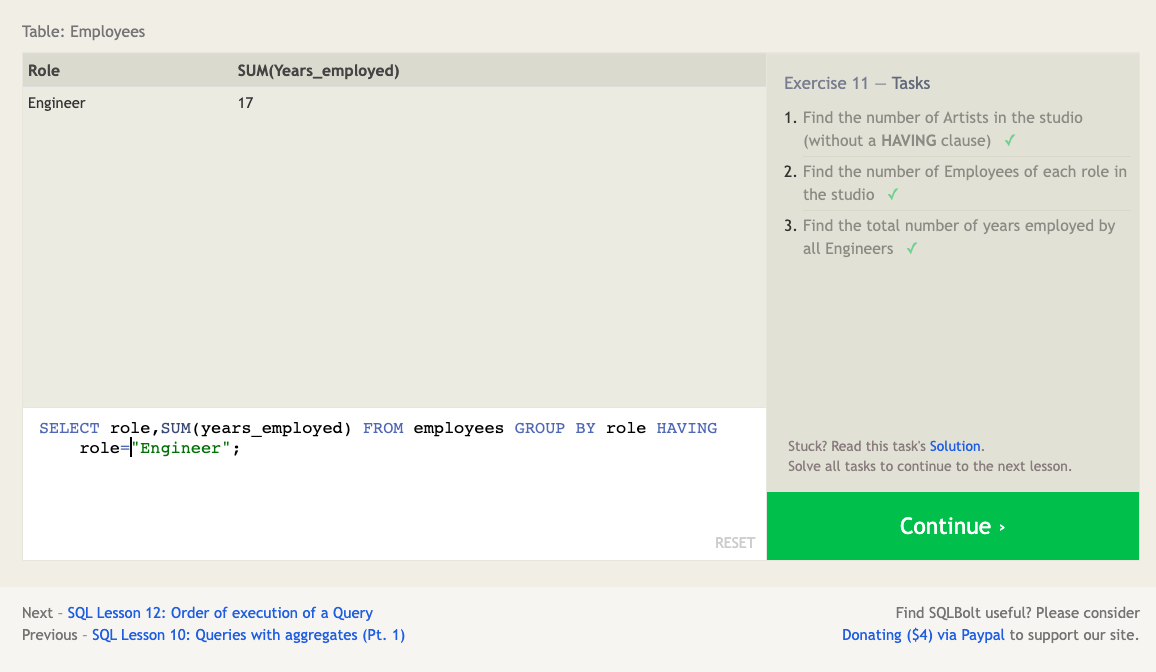 Table: Employees
Role SUM(Years_employed)
Engineer 17
Exercise 11 — Tasks
1. Find the number of Artists in the studio
(without a HAVING clause) ✓
2. Find the number of Employees of each role in
the studio ✓
3. Find the total number of years employed by
all Engineers ✓
SELECT role,SUM(years_employed) FROM employees GROUP BY role HAVING
role="Engineer";
RESET
Stuck? Read this task's Solution.
Solve all tasks to continue to the next lesson.
Continue ›
Next – SQL Lesson 12: Order of execution of a Query
Previous – SQL Lesson 10: Queries with aggregates (Pt. 1)
Find SQLBolt useful? Please consider
Donating ($4) via Paypal to support our site.